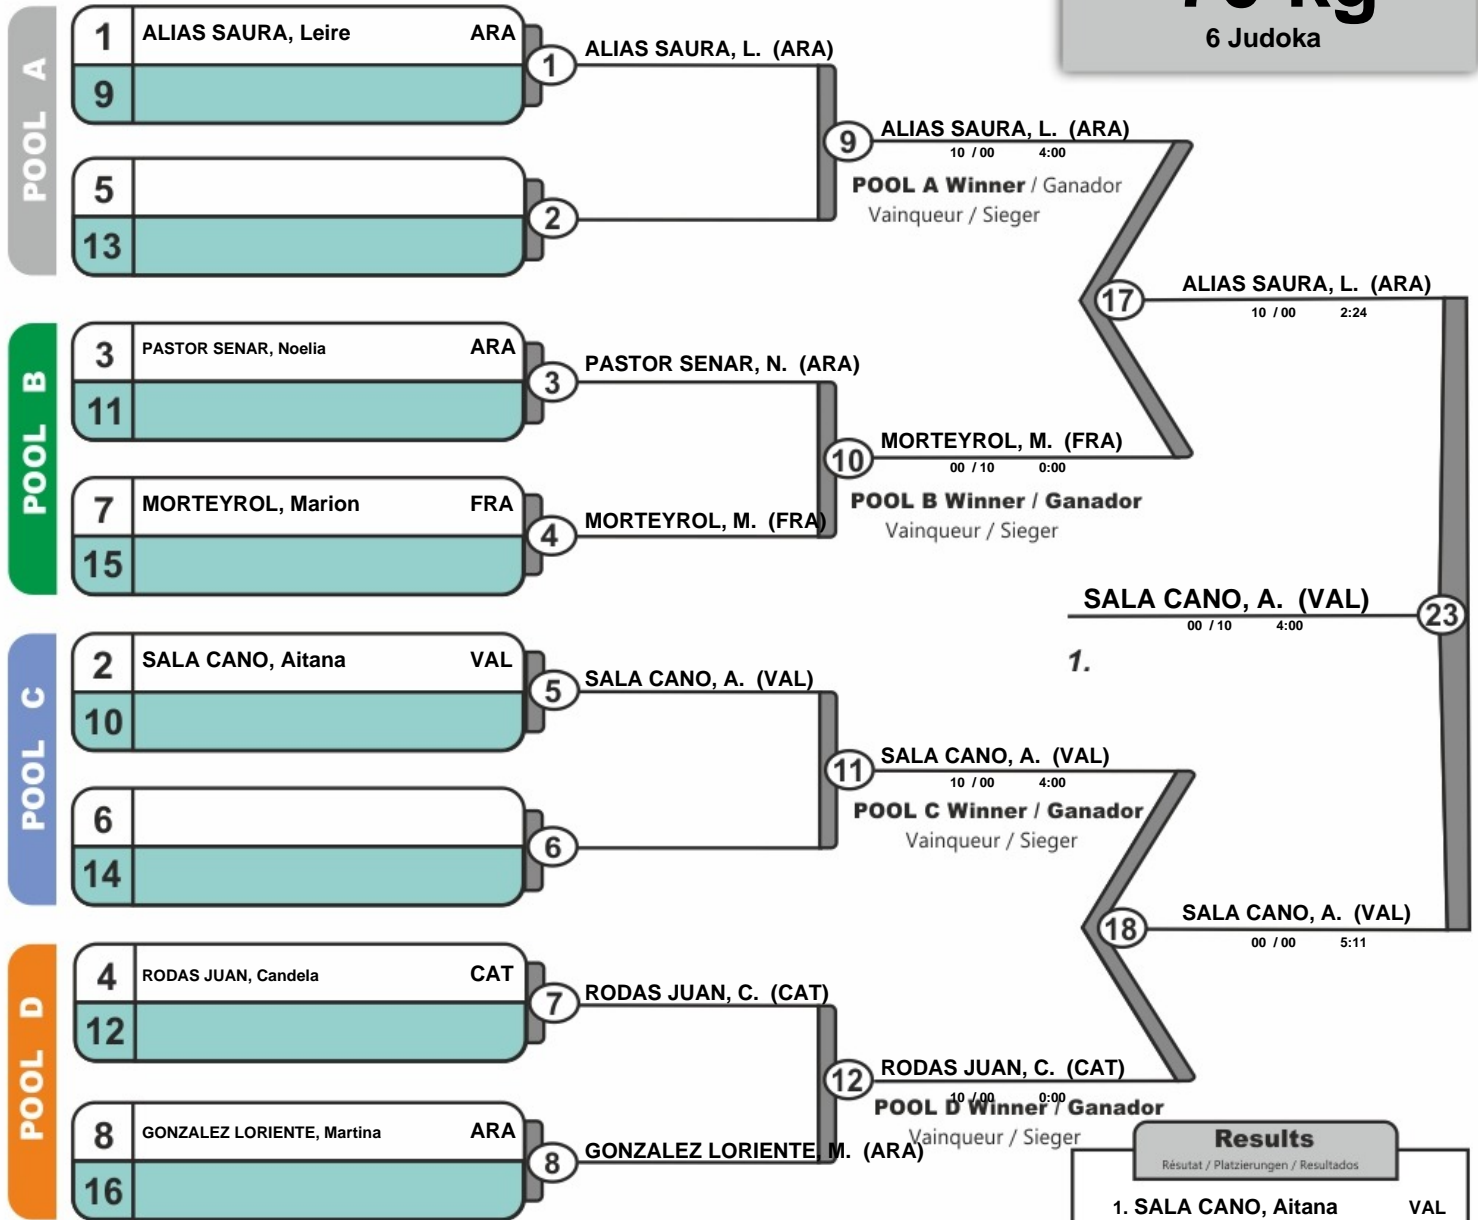 kg
6 Judoka
POOL A
1 ALIAS SAURA, Leire ARA
9
5
13
1 ALIAS SAURA, L. (ARA)
2
9 ALIAS SAURA, L. (ARA)
10 / 00 4:00
POOL A Winner / Ganador
Vainqueur / Sieger
17 ALIAS SAURA, L. (ARA)
10 / 00 2:24
POOL B
3 PASTOR SENAR, Noelia ARA
11
7 MORTEYROL, Marion FRA
15
3 PASTOR SENAR, N. (ARA)
4 MORTEYROL, M. (FRA)
10 MORTEYROL, M. (FRA)
00 / 10 0:00
POOL B Winner / Ganador
Vainqueur / Sieger
SALA CANO, A. (VAL) 23
00 / 10 4:00
1.
POOL C
2 SALA CANO, Aitana VAL
10
6
14
5 SALA CANO, A. (VAL)
6
11 SALA CANO, A. (VAL)
10 / 00 4:00
POOL C Winner / Ganador
Vainqueur / Sieger
18 SALA CANO, A. (VAL)
00 / 00 5:11
POOL D
4 RODAS JUAN, Candela CAT
12
8 GONZALEZ LORIENTE, Martina ARA
16
7 RODAS JUAN, C. (CAT)
8 GONZALEZ LORIENTE, M. (ARA)
12 RODAS JUAN, C. (CAT)
10 / 00 0:00
POOL D Winner / Ganador
Vainqueur / Sieger
Results
Résutat / Platzierungen / Resultados
1. SALA CANO, Aitana VAL